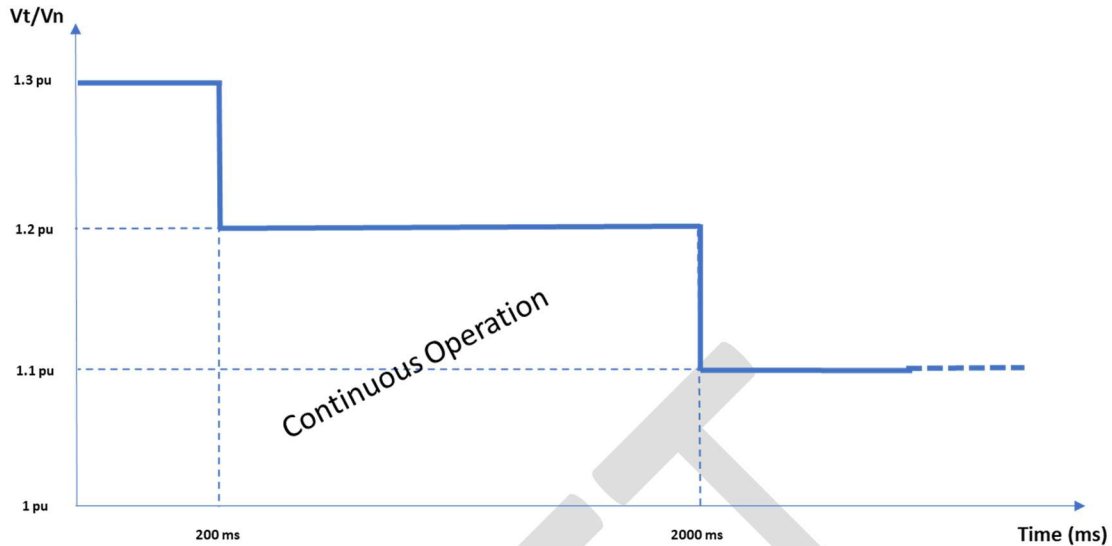 Vt/Vn
1.3 pu
1.2 pu
Continuous Operation
1.1 pu
1 pu
200 ms
2000 ms
Time (ms)